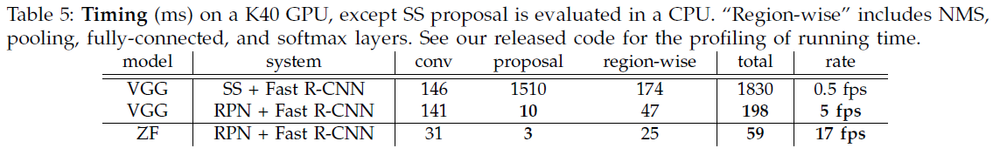 Table 5: Timing (ms) on a K40 GPU, except SS proposal is evaluated in a CPU. “Region-wise” includes NMS,
pooling, fully-connected, and softmax layers. See our released code for the profiling of running time.
model system conv proposal region-wise total rate
VGG SS + Fast R-CNN 146 1510 174 1830 0.5 fps
VGG RPN + Fast R-CNN 141 10 47 198 5 fps
ZF RPN + Fast R-CNN 31 3 25 59 17 fps